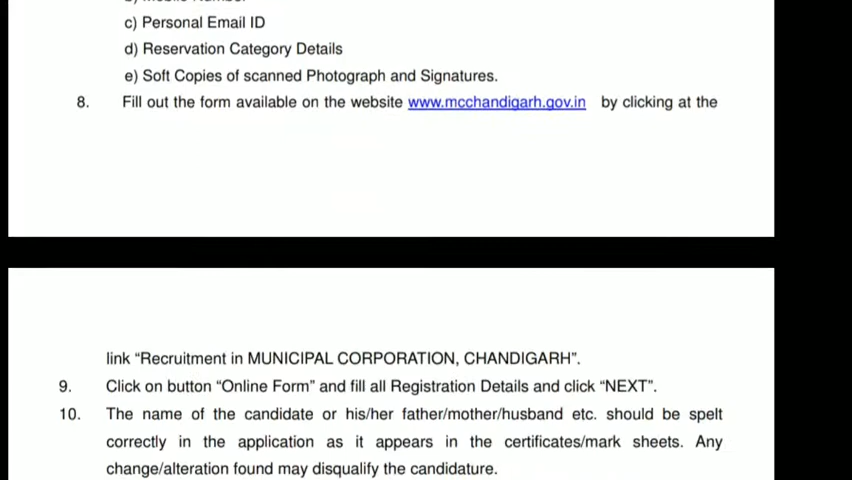 c) Personal Email ID
d) Reservation Category Details
e) Soft Copies of scanned Photograph and Signatures.
8. Fill out the form available on the website www.mcchandigarh.gov.in by clicking at the
link “Recruitment in MUNICIPAL CORPORATION, CHANDIGARH”.
9. Click on button “Online Form” and fill all Registration Details and click “NEXT”.
10. The name of the candidate or his/her father/mother/husband etc. should be spelt
correctly in the application as it appears in the certificates/mark sheets. Any
change/alteration found may disqualify the candidature.